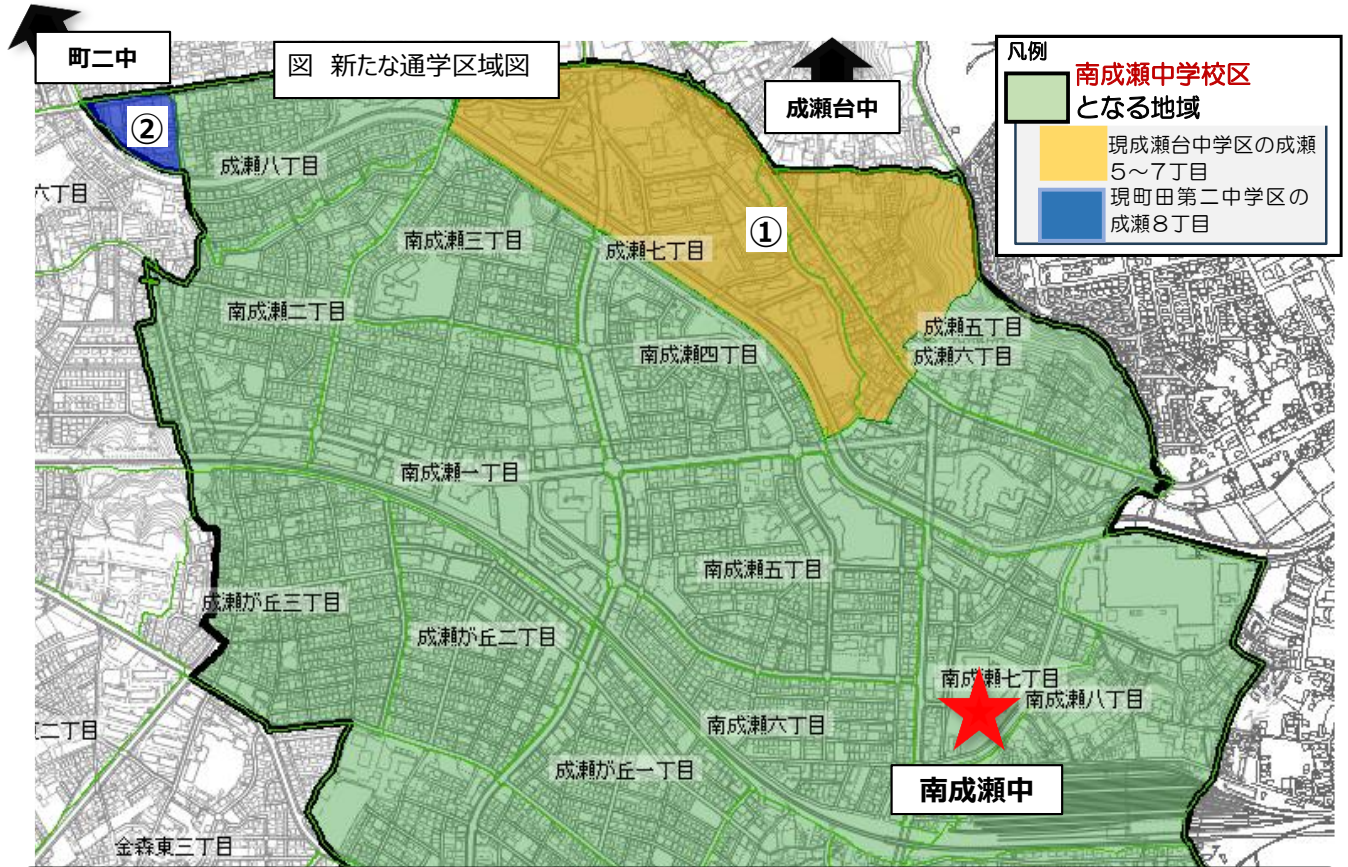 町二中
図 新たな通学区域図
成瀬台中
凡例
南成瀬中学校区
となる地域
現成瀬台中学区の成瀬
5～7丁目
現町田第二中学区の
成瀬8丁目
②
成瀬八丁目
六丁目
南成瀬三丁目
成瀬七丁目
①
南成瀬二丁目
成瀬五丁目
南成瀬四丁目
成瀬六丁目
南成瀬一丁目
南成瀬五丁目
成瀬が丘三丁目
成瀬が丘二丁目
南成瀬七丁目
南成瀬八丁目
二丁目
南成瀬六丁目
成瀬が丘一丁目
南成瀬中
金森東三丁目